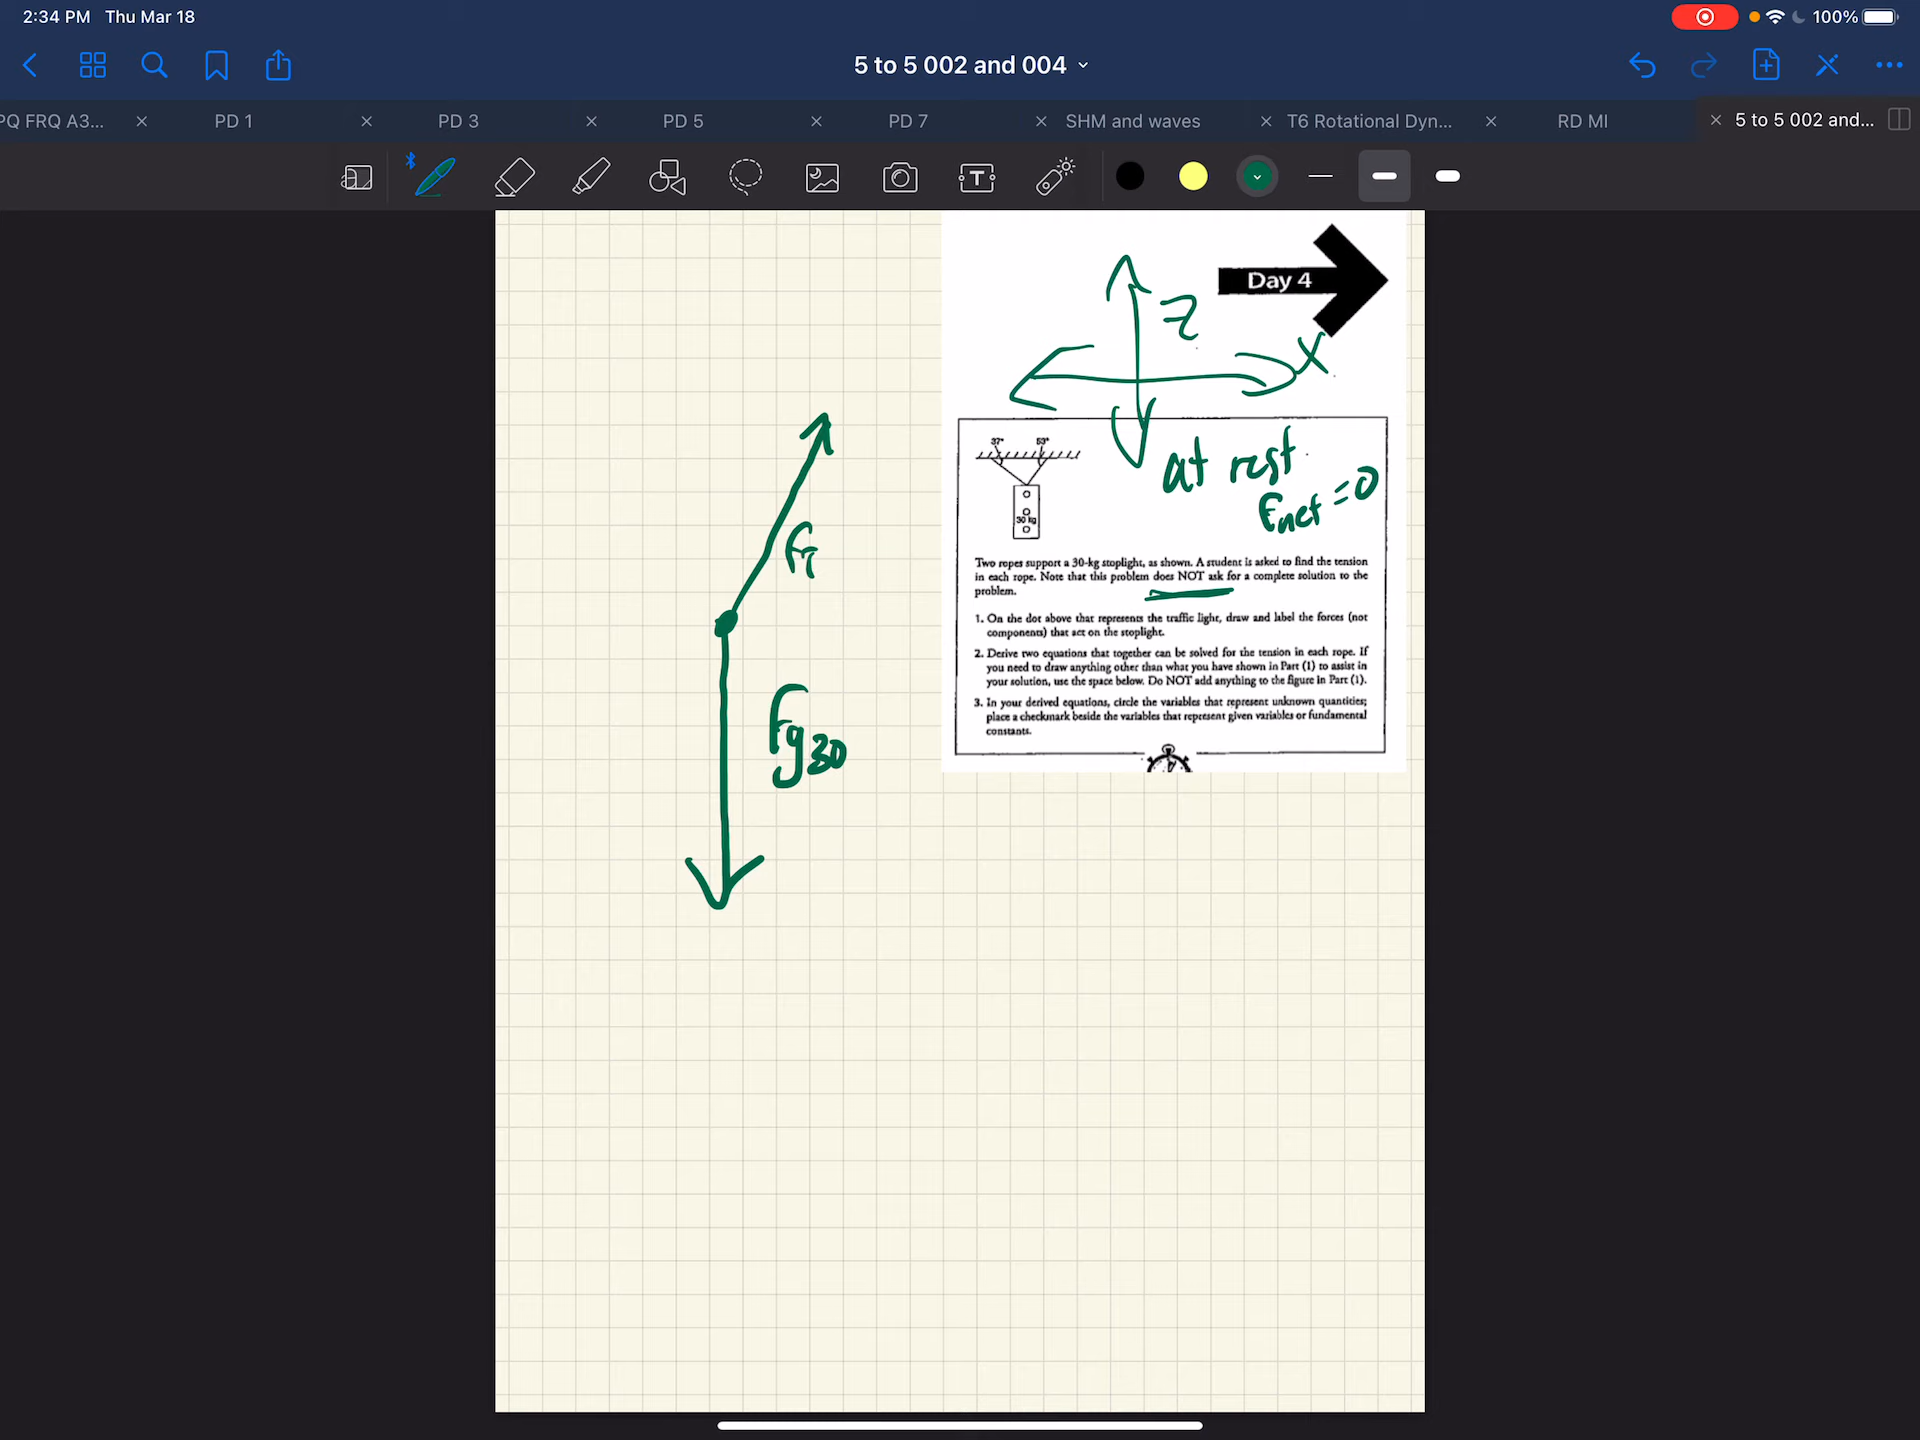 2:34 PM Thu Mar 18
100%
5 to 5 002 and 004
PQ FRQ A3...
PD 1
PD 3
PD 5
PD 7
SHM and waves
T6 Rotational Dyn...
RD MI
5 to 5 002 and...
Day 4
Z
X
37°
53°
30 kg
at rest
Fnet = 0
Two ropes support a 30-kg stoplight, as shown. A student is asked to find the tension
in each rope. Note that this problem does NOT ask for a complete solution to the
problem.
1. On the dot above that represents the traffic light, draw and label the forces (not
components) that act on the stoplight.
2. Derive two equations that together can be solved for the tension in each rope. If
you need to draw anything other than what you have shown in Part (1) to assist in
your solution, use the space below. Do NOT add anything to the figure in Part (1).
3. In your derived equations, circle the variables that represent unknown quantities;
place a checkmark beside the variables that represent given variables or fundamental
constants.
Fg30